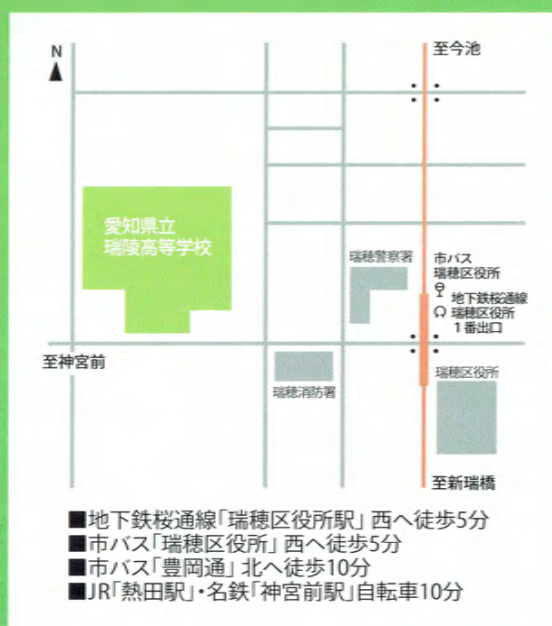 N
至今池
愛知県立
瑞陵高等学校
瑞穂警察署
市バス
瑞穂区役所
地下鉄桜通線
瑞穂区役所
1番出口
至神宮前
瑞穂消防署
瑞穂区役所
至新瑞橋
■地下鉄桜通線「瑞穂区役所駅」西へ徒歩5分
■市バス「瑞穂区役所」西へ徒歩5分
■市バス「豊岡通」北へ徒歩10分
■JR「熱田駅」・名鉄「神宮前駅」自転車10分